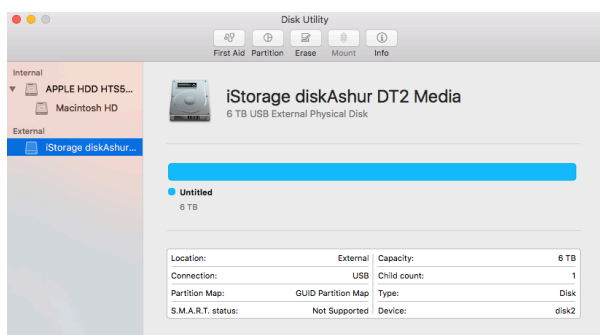 Disk Utility
First Aid Partition Erase Mount Info
Internal
APPLE HDD HTS5...
Macintosh HD
External
iStorage diskAshur...
iStorage diskAshur DT2 Media
6 TB USB External Physical Disk
Untitled
6 TB
Location: External Capacity: 6 TB
Connection: USB Child count: 1
Partition Map: GUID Partition Map Type: Disk
S.M.A.R.T. status: Not Supported Device: disk2